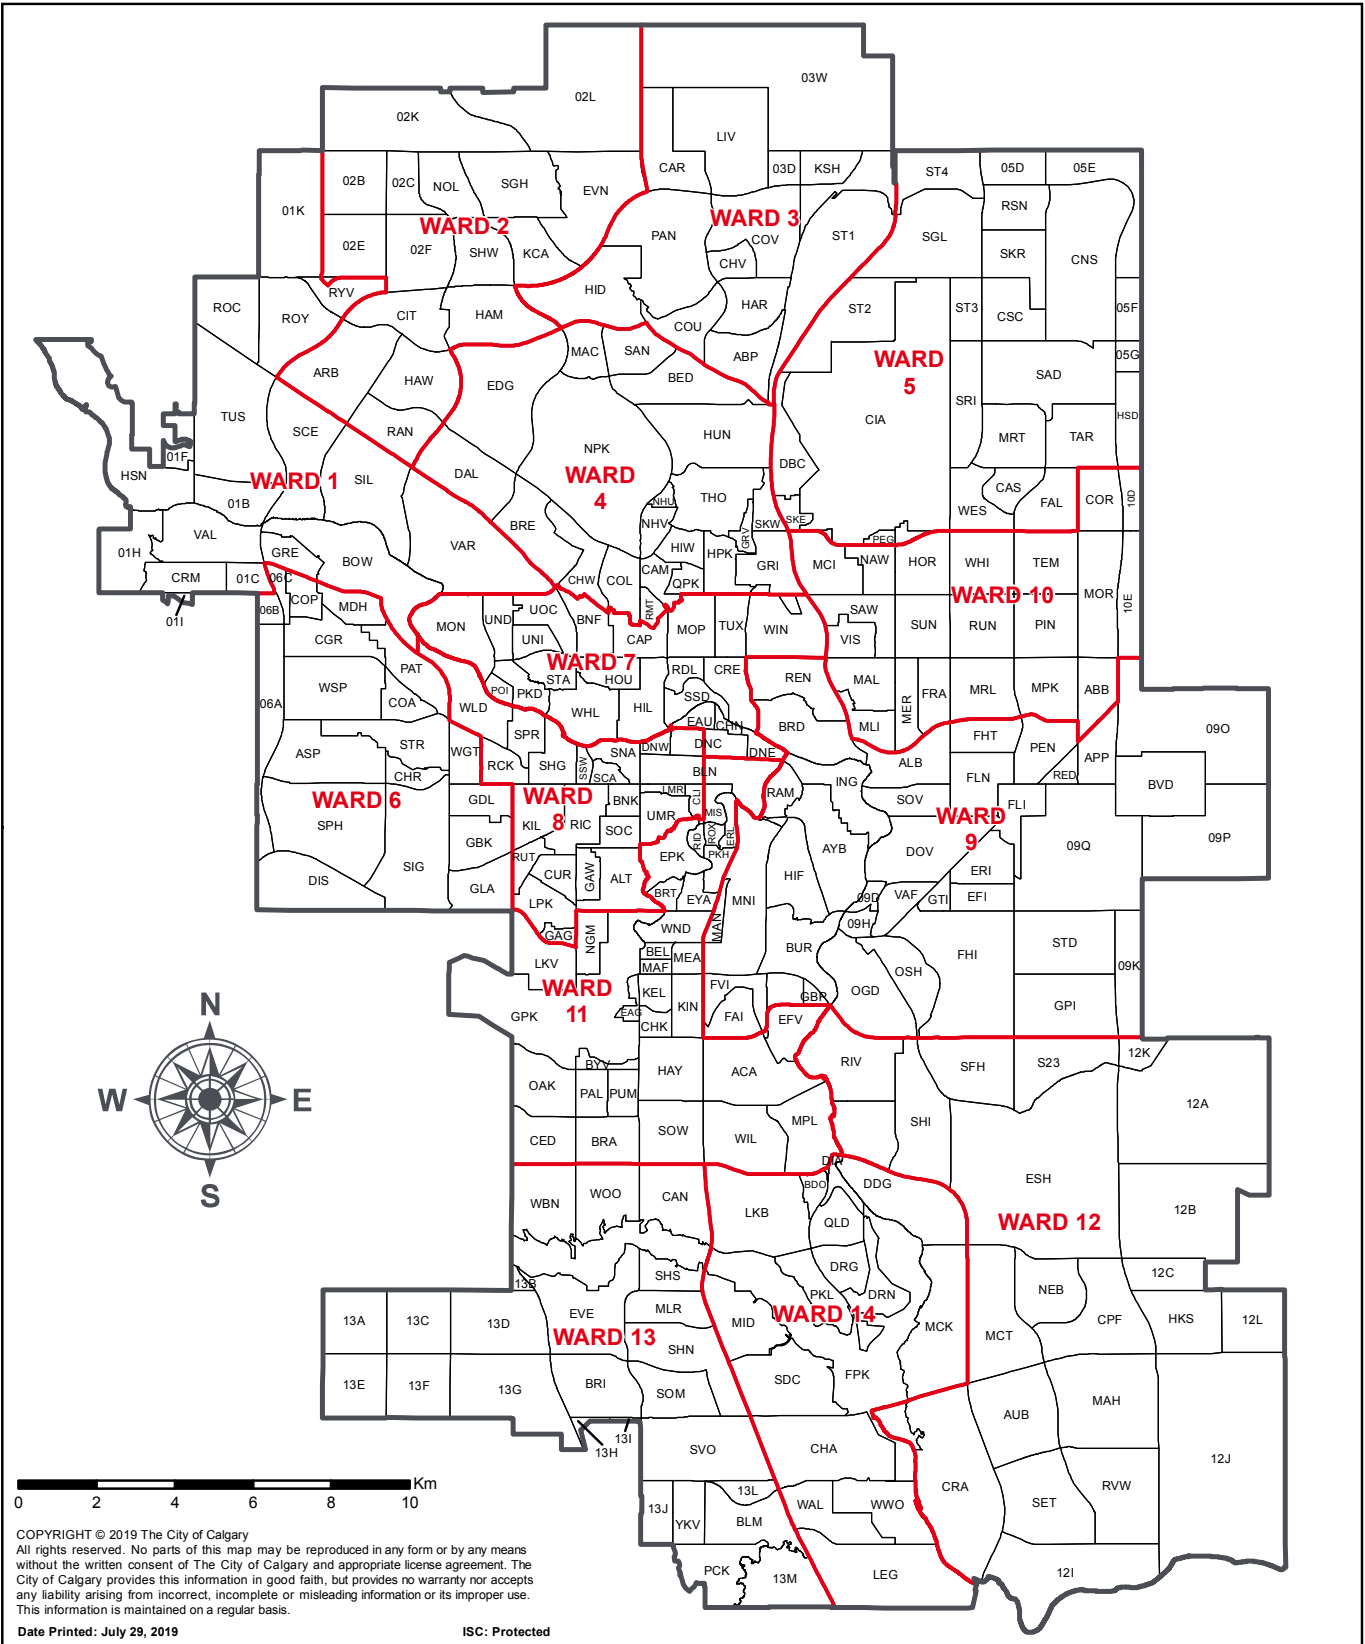 03W
02L
02K
LIV
CAR
03D
KSH
ST4
05D
05E
02B
02C
NOL
SGH
EVN
RSN
01K
WARD 2
WARD 3
PAN
COV
ST1
SGL
02E
02F
SHW
KCA
CHV
SKR
CNS
RYV
HID
ROC
ROY
CIT
HAM
HAR
ST2
ST3
CSC
05F
COU
MAC
SAN
ABP
WARD
5
05G
ARB
HAW
EDG
BED
SAD
TUS
SRI
HSD
CIA
SCE
RAN
HUN
MRT
TAR
NPK
01F
HSN
WARD 1
SIL
DAL
WARD
4
DBC
CAS
COR
10D
01B
NHU
THO
FAL
WES
BRE
NHV
GRV
SKW
SKE
VAL
VAR
HIW
HPK
PEG
01H
GRE
BOW
CAM
GRI
MCI
NAW
HOR
WHI
TEM
CRM
01C
06C
CHW
COL
QPK
WARD 10
MOR
10E
01I
06B
COP
MDH
UOC
BNF
RMT
SAW
MON
UND
MOP
TUX
WIN
SUN
RUN
PIN
CGR
UNI
CAP
VIS
PAT
WARD 7
RDL
CRE
REN
MAL
WSP
STA
HOU
POI
PKD
SSD
MER
FRA
MRL
MPK
ABB
06A
COA
WLD
WHL
HIL
EAU
CHN
BRD
MLI
09O
SPR
FHT
ASP
STR
WGT
DNW
DNC
SNA
DNE
PEN
APP
RCK
SHG
SSW
SCA
BLN
ING
ALB
FLN
RED
BVD
CHR
WARD 6
GDL
WARD
8
BNK
LMR
CLI
RAM
SOV
FLI
SPH
KIL
RIC
SOC
UMR
MIS
WARD
9
GBK
RID
ROX
ERL
AYB
DOV
09Q
09P
SIG
RUT
EPK
PKH
DIS
GLA
CUR
GAW
ALT
HIF
ERI
LPK
BRT
EYA
MNI
09D
VAF
GTI
EFI
GAG
NGM
WND
MAN
09H
BEL
BUR
FHI
STD
LKV
MAF
MEA
OSH
09K
WARD
11
KEL
KIN
FVI
OGD
GPK
EAG
FAI
GBP
GPI
CHK
EFV
BYV
HAY
ACA
RIV
SFH
S23
12K
OAK
PAL
PUM
12A
CED
BRA
SOW
WIL
MPL
SHI
DIA
ESH
WBN
WOO
CAN
LKB
BDO
DDG
WARD 12
12B
QLD
13B
SHS
DRG
12C
EVE
MLR
PKL
DRN
NEB
13A
13C
13D
WARD 13
MID
WARD 14
MCK
MCT
CPF
HKS
12L
SHN
13E
13F
13G
BRI
SOM
SDC
FPK
MAH
AUB
13H
13I
SVO
CHA
12J
13J
13L
WAL
WWO
CRA
SET
RVW
YKV
BLM
PCK
13M
LEG
12I
N
W
E
S
Km
0 2 4 6 8 10
COPYRIGHT © 2019 The City of Calgary
All rights reserved. No parts of this map may be reproduced in any form or by any means
without the written consent of The City of Calgary and appropriate license agreement. The
City of Calgary provides this information in good faith, but provides no warranty nor accepts
any liability arising from incorrect, incomplete or misleading information or its improper use.
This information is maintained on a regular basis.
Date Printed: July 29, 2019
ISC: Protected